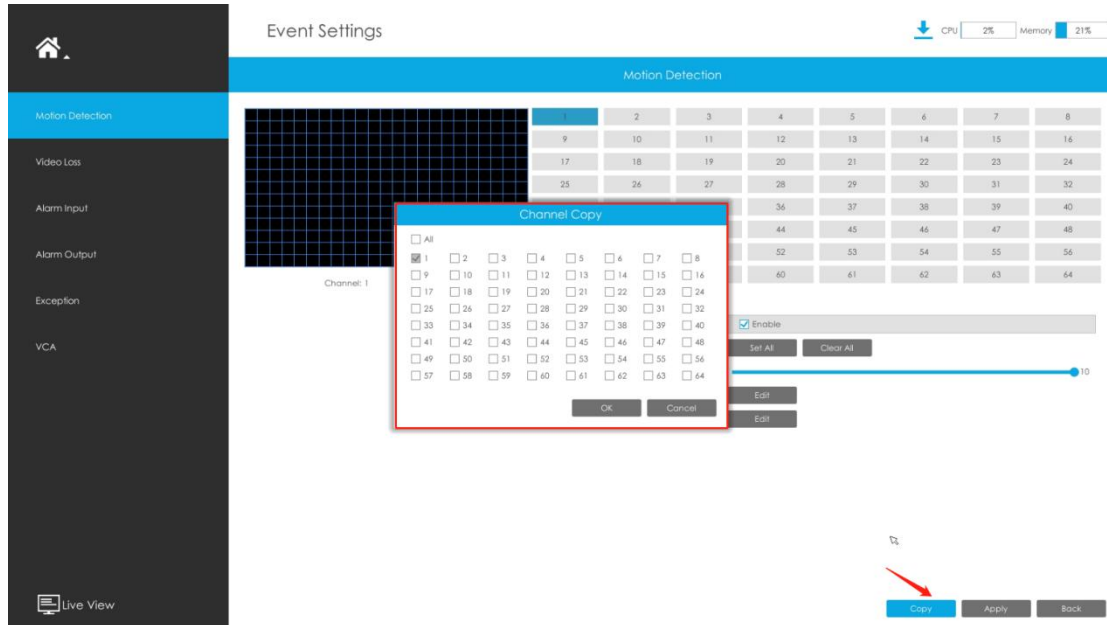 Event Settings
CPU 2% Memory 21%
Motion Detection
Motion Detection
Video Loss
Alarm Input
Alarm Output
Exception
VCA
Live View
1 2 3 4 5 6 7 8
9 10 11 12 13 14 15 16
17 18 19 20 21 22 23 24
25 26 27 28 29 30 31 32
36 37 38 39 40
44 45 46 47 48
52 53 54 55 56
60 61 62 63 64
Channel: 1
Channel Copy
All
1 2 3 4 5 6 7 8
9 10 11 12 13 14 15 16
17 18 19 20 21 22 23 24
25 26 27 28 29 30 31 32
33 34 35 36 37 38 39 40
41 42 43 44 45 46 47 48
49 50 51 52 53 54 55 56
57 58 59 60 61 62 63 64
OK Cancel
Enable
Set All Clear All
10
Edit
Edit
Copy Apply Back